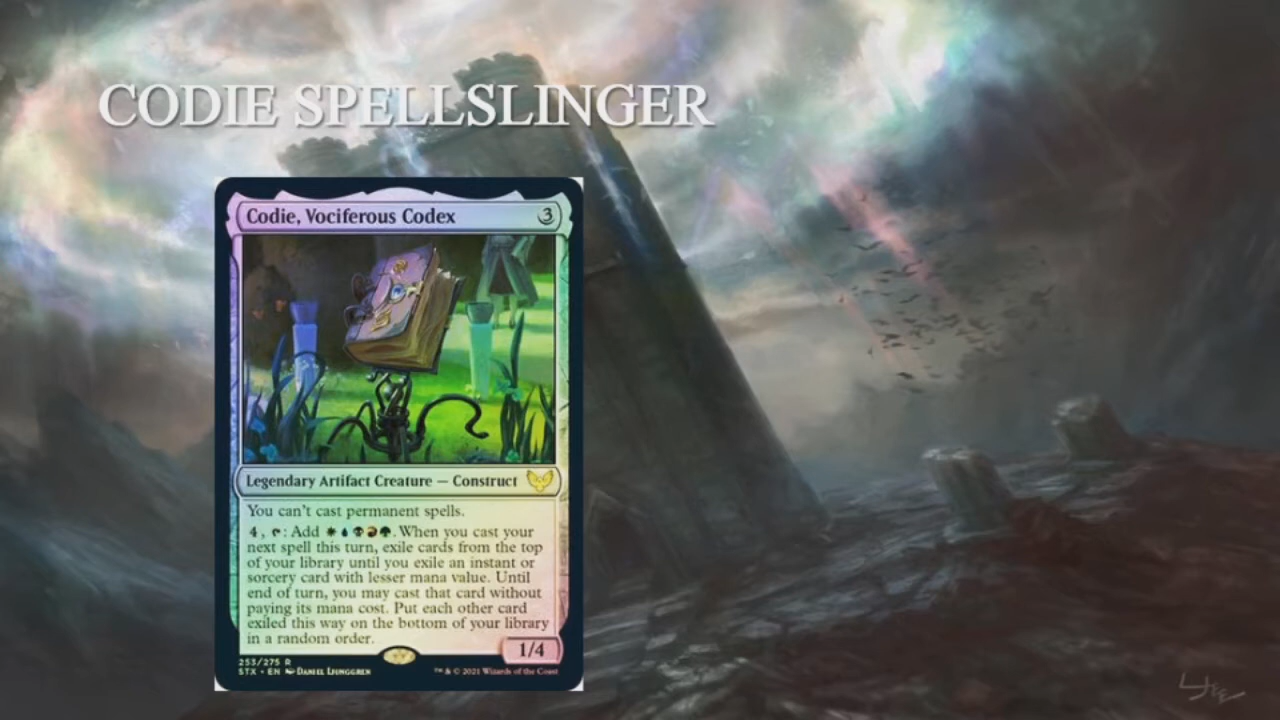 CODIE SPELLSLINGER
Codie, Vociferous Codex 3
Legendary Artifact Creature — Construct
You can't cast permanent spells.
4, : Add . When you cast your
next spell this turn, exile cards from the top
of your library until you exile an instant or
sorcery card with lesser mana value. Until
end of turn, you may cast that card without
paying its mana cost. Put each other card
exiled this way on the bottom of your library
in a random order.
1/4
253/275 R
STX • EN DANIEL LJUNGGREN
™ & © 2021 Wizards of the Coast